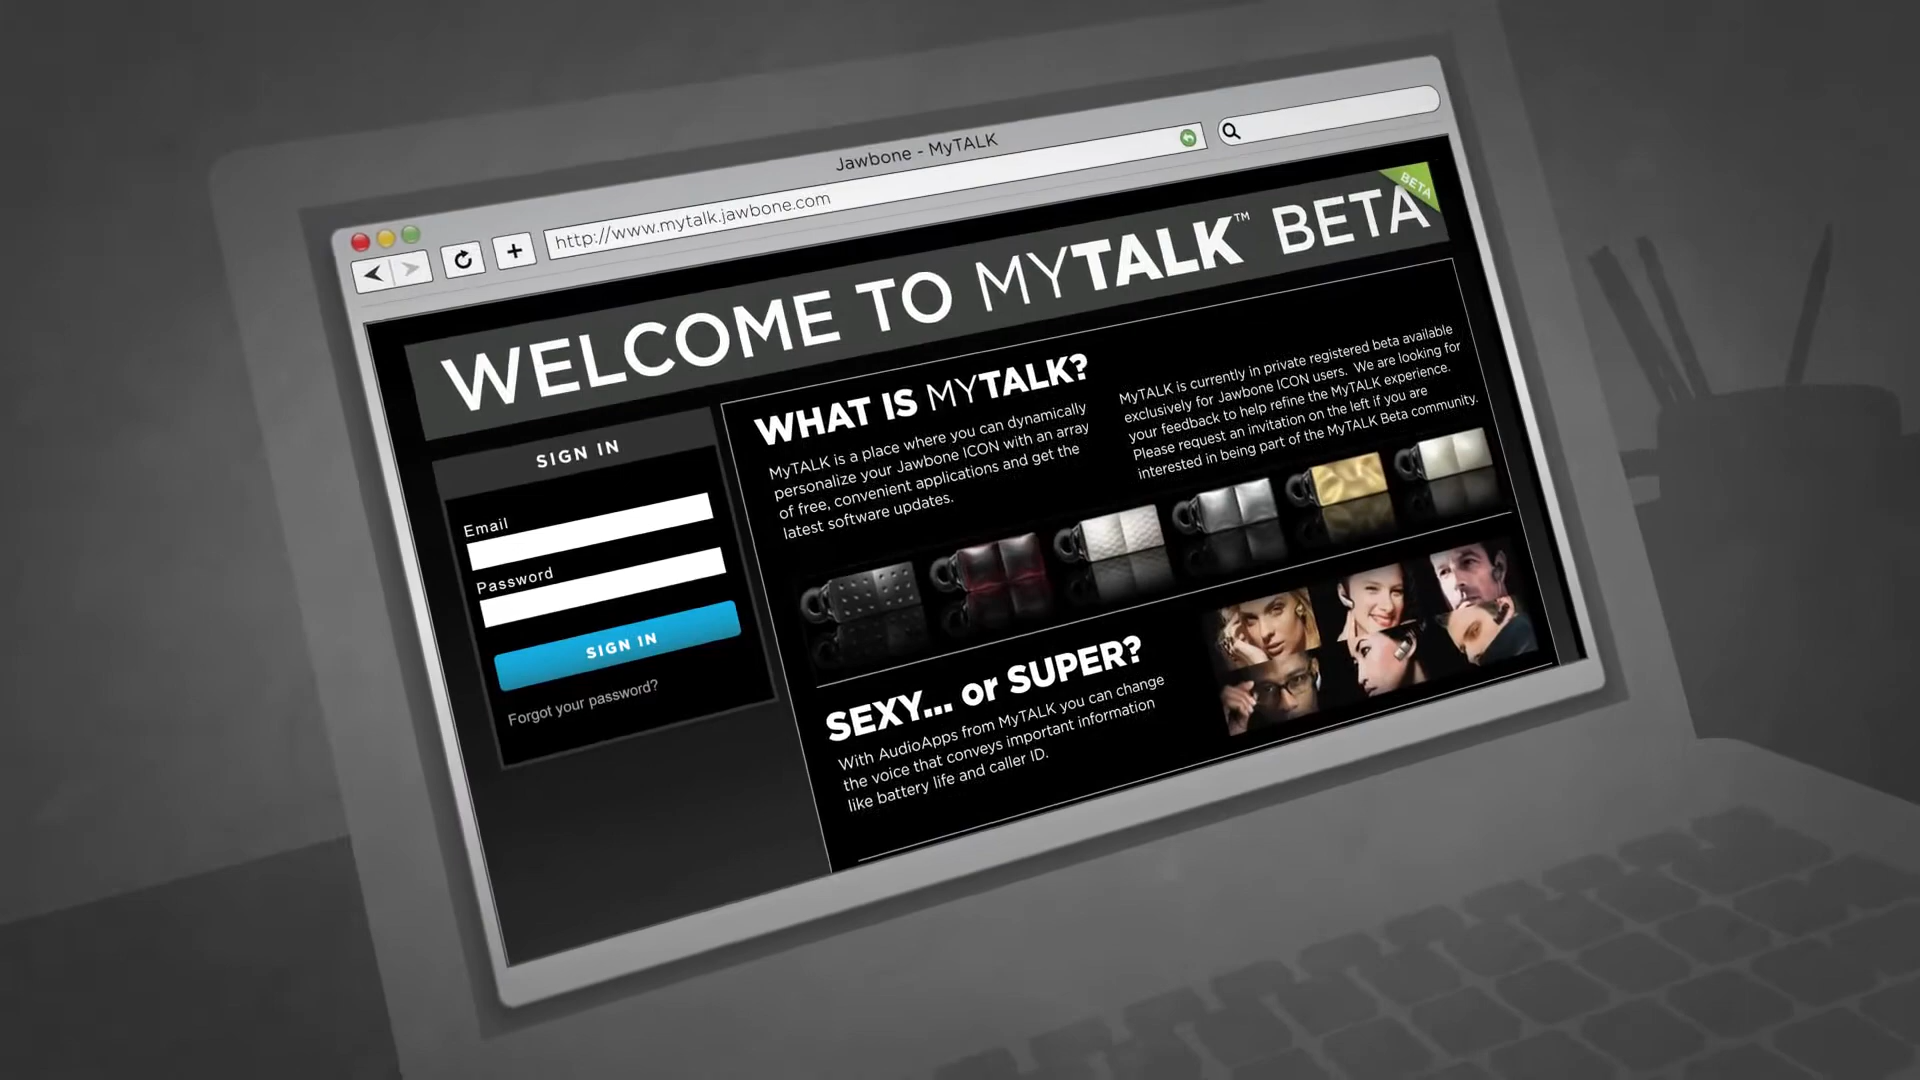 Jawbone - MyTALK
http://www.mytalk.jawbone.com
BETA
WELCOME TO MYTALK™ BETA
SIGN IN
Email
Password
SIGN IN
Forgot your password?
WHAT IS MYTALK?
MyTALK is a place where you can dynamically
personalize your Jawbone ICON with an array
of free, convenient applications and get the
latest software updates.
MyTALK is currently in private registered beta available
exclusively for Jawbone ICON users. We are looking for
your feedback to help refine the MyTALK experience.
Please request an invitation on the left if you are
interested in being part of the MyTALK Beta community.
SEXY... or SUPER?
With AudioApps from MyTALK you can change
the voice that conveys important information
like battery life and caller ID.